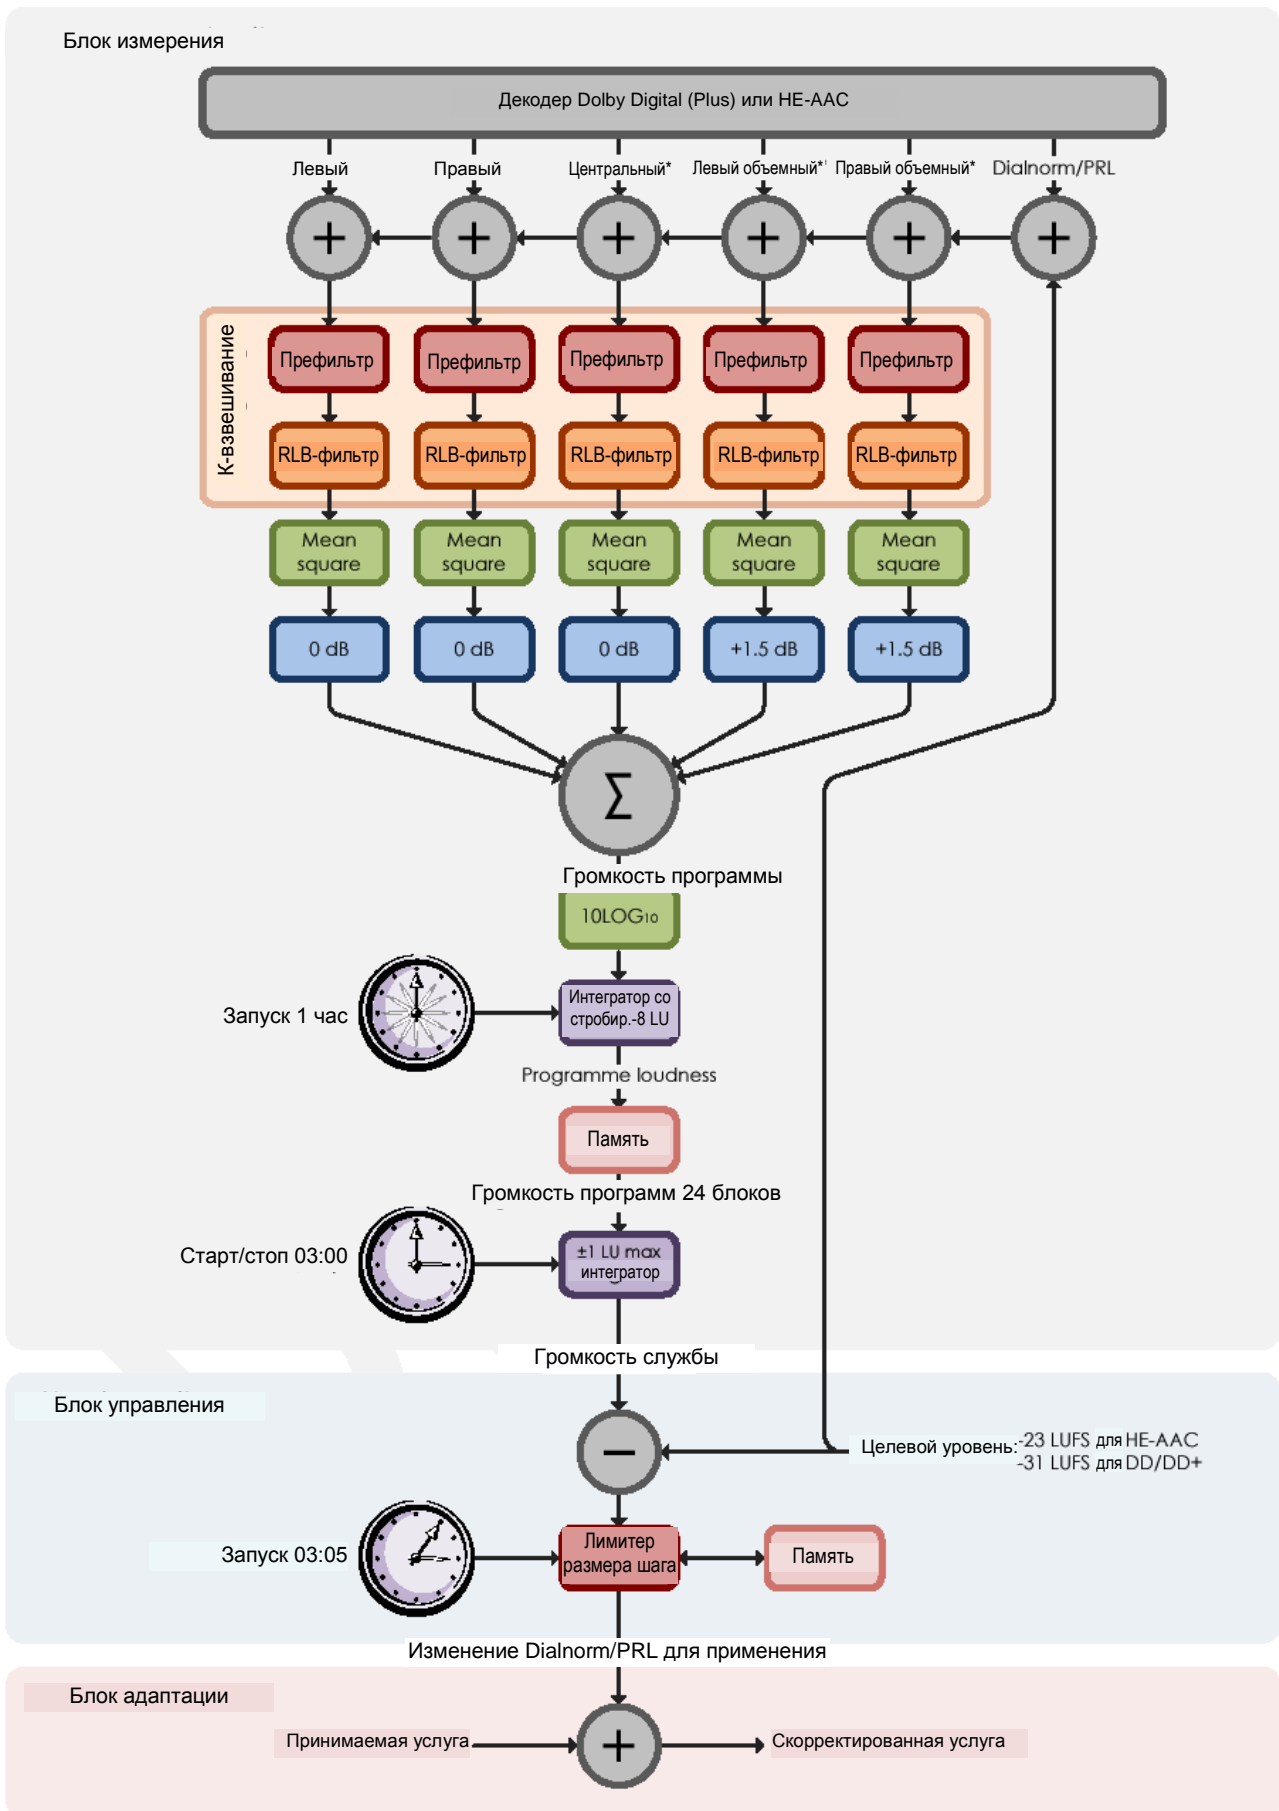 Блок измерения
Декодер Dolby Digital (Plus) или HE-AAC
Левый
Правый
Центральный*
Левый объемный*
Правый объемный*
Dialnorm/PRL
+
+
+
+
+
+
К-взвешивание
Префильтр
Префильтр
Префильтр
Префильтр
Префильтр
RLB-фильтр
RLB-фильтр
RLB-фильтр
RLB-фильтр
RLB-фильтр
Mean
square
Mean
square
Mean
square
Mean
square
Mean
square
0 dB
0 dB
0 dB
+1.5 dB
+1.5 dB
Σ
Громкость программы
10LOG10
Запуск 1 час
Интегратор со
стробир.-8 LU
Programme loudness
Память
Громкость программ 24 блоков
Старт/стоп 03:00
±1 LU max
интегратор
Громкость службы
Блок управления
−
Целевой уровень:
-23 LUFS для HE-AAC
-31 LUFS для DD/DD+
Запуск 03:05
Лимитер
размера шага
Память
Изменение Dialnorm/PRL для применения
Блок адаптации
Принимаемая услуга
+
Скорректированная услуга